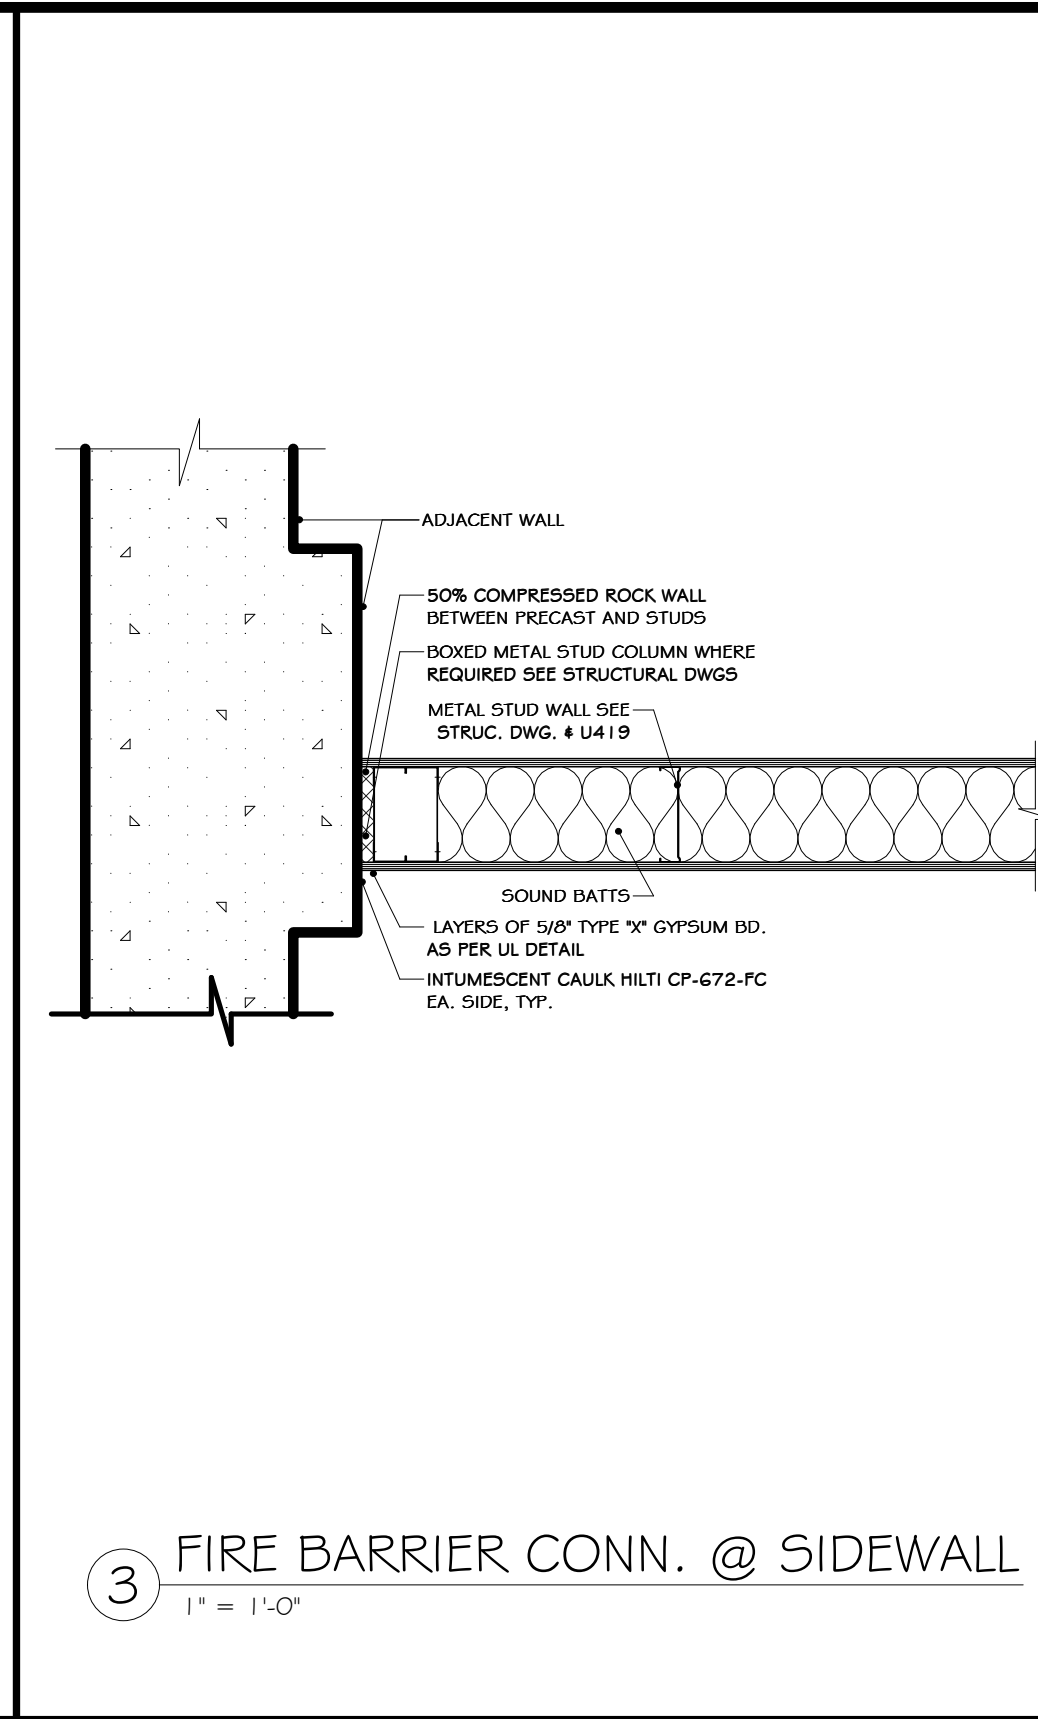 ADJACENT WALL
50% COMPRESSED ROCK WALL
BETWEEN PRECAST AND STUDS
BOXED METAL STUD COLUMN WHERE
REQUIRED SEE STRUCTURAL DWGS
METAL STUD WALL SEE
STRUC. DWG. & U419
SOUND BATTS
LAYERS OF 5/8" TYPE "X" GYPSUM BD.
AS PER UL DETAIL
INTUMESCENT CAULK HILTI CP-672-FC
EA. SIDE, TYP.
3
FIRE BARRIER CONN. @ SIDEWALL
1" = 1'-0"